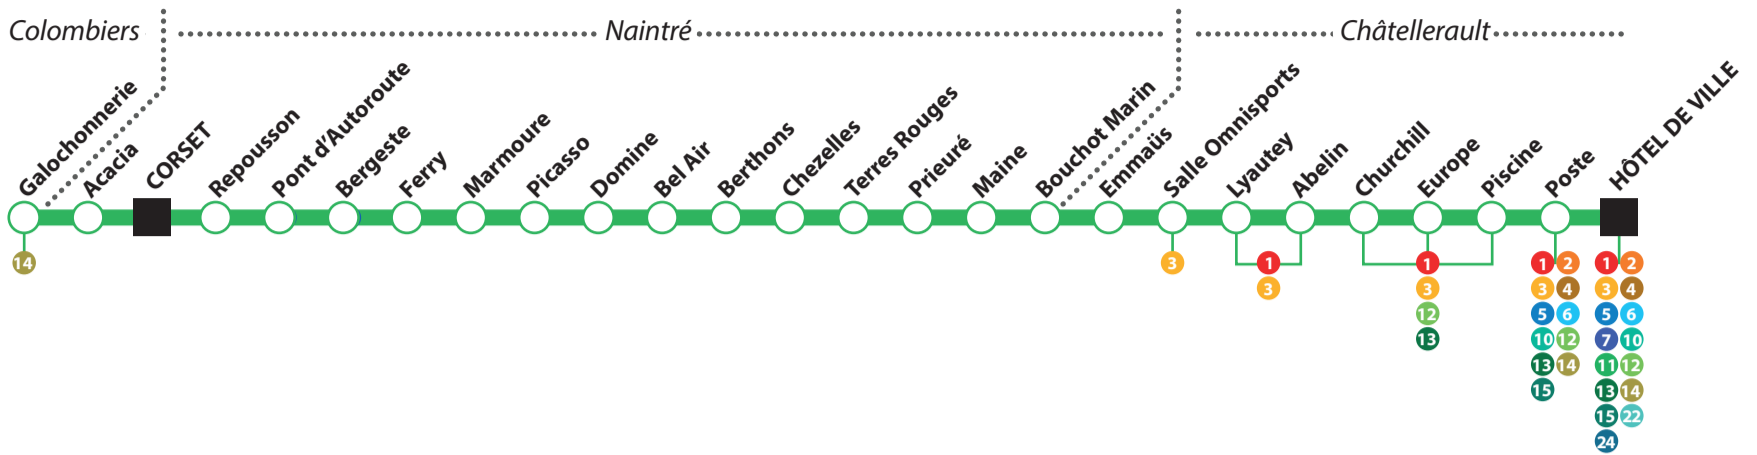 Colombiers
Naintré
Châtellerault
Galochonnerie
Acacia
CORSET
Repousson
Pont d'Autoroute
Bergeste
Ferry
Marmoure
Picasso
Domine
Bel Air
Berthons
Chezelles
Terres Rouges
Prieuré
Maine
Bouchot Marin
Emmaüs
Salle Omnisports
Lyautey
Abelin
Churchill
Europe
Piscine
Poste
HÔTEL DE VILLE
14
3
1
3
1
3
12
13
1 2
3 4
5 6
10 12
13 14
15
1 2
3 4
5 6
7 10
11 12
13 14
15 22
24